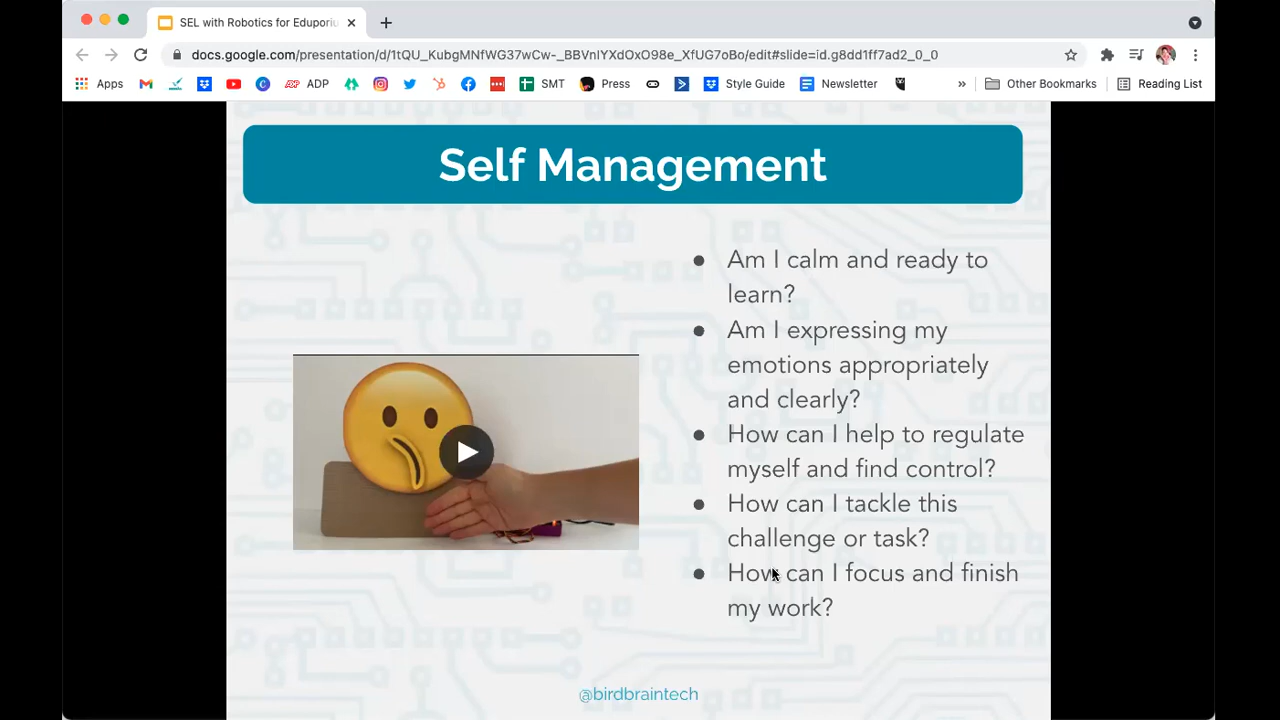 SEL with Robotics for Eduporiu
docs.google.com/presentation/d/1tQU_KubgMNfWG37wCw-_BBVnIYXdOxO98e_XfUG7oBo/edit#slide=id.g8dd1ff7ad2_0_0
Apps ADP SMT Press Style Guide Newsletter » Other Bookmarks Reading List
Self Management
● Am I calm and ready to
learn?
● Am I expressing my
emotions appropriately
and clearly?
● How can I help to regulate
myself and find control?
● How can I tackle this
challenge or task?
● How can I focus and finish
my work?
@birdbraintech